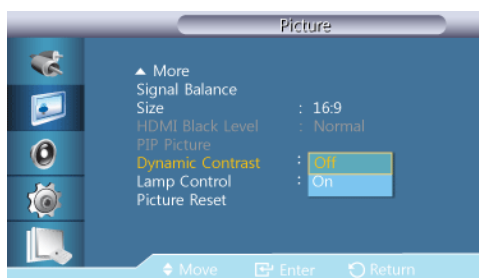 Picture
▲ More
Signal Balance
Size : 16:9
HDMI Black Level : Normal
PIP Picture
Dynamic Contrast : Off
Lamp Control : On
Picture Reset
Move Enter Return